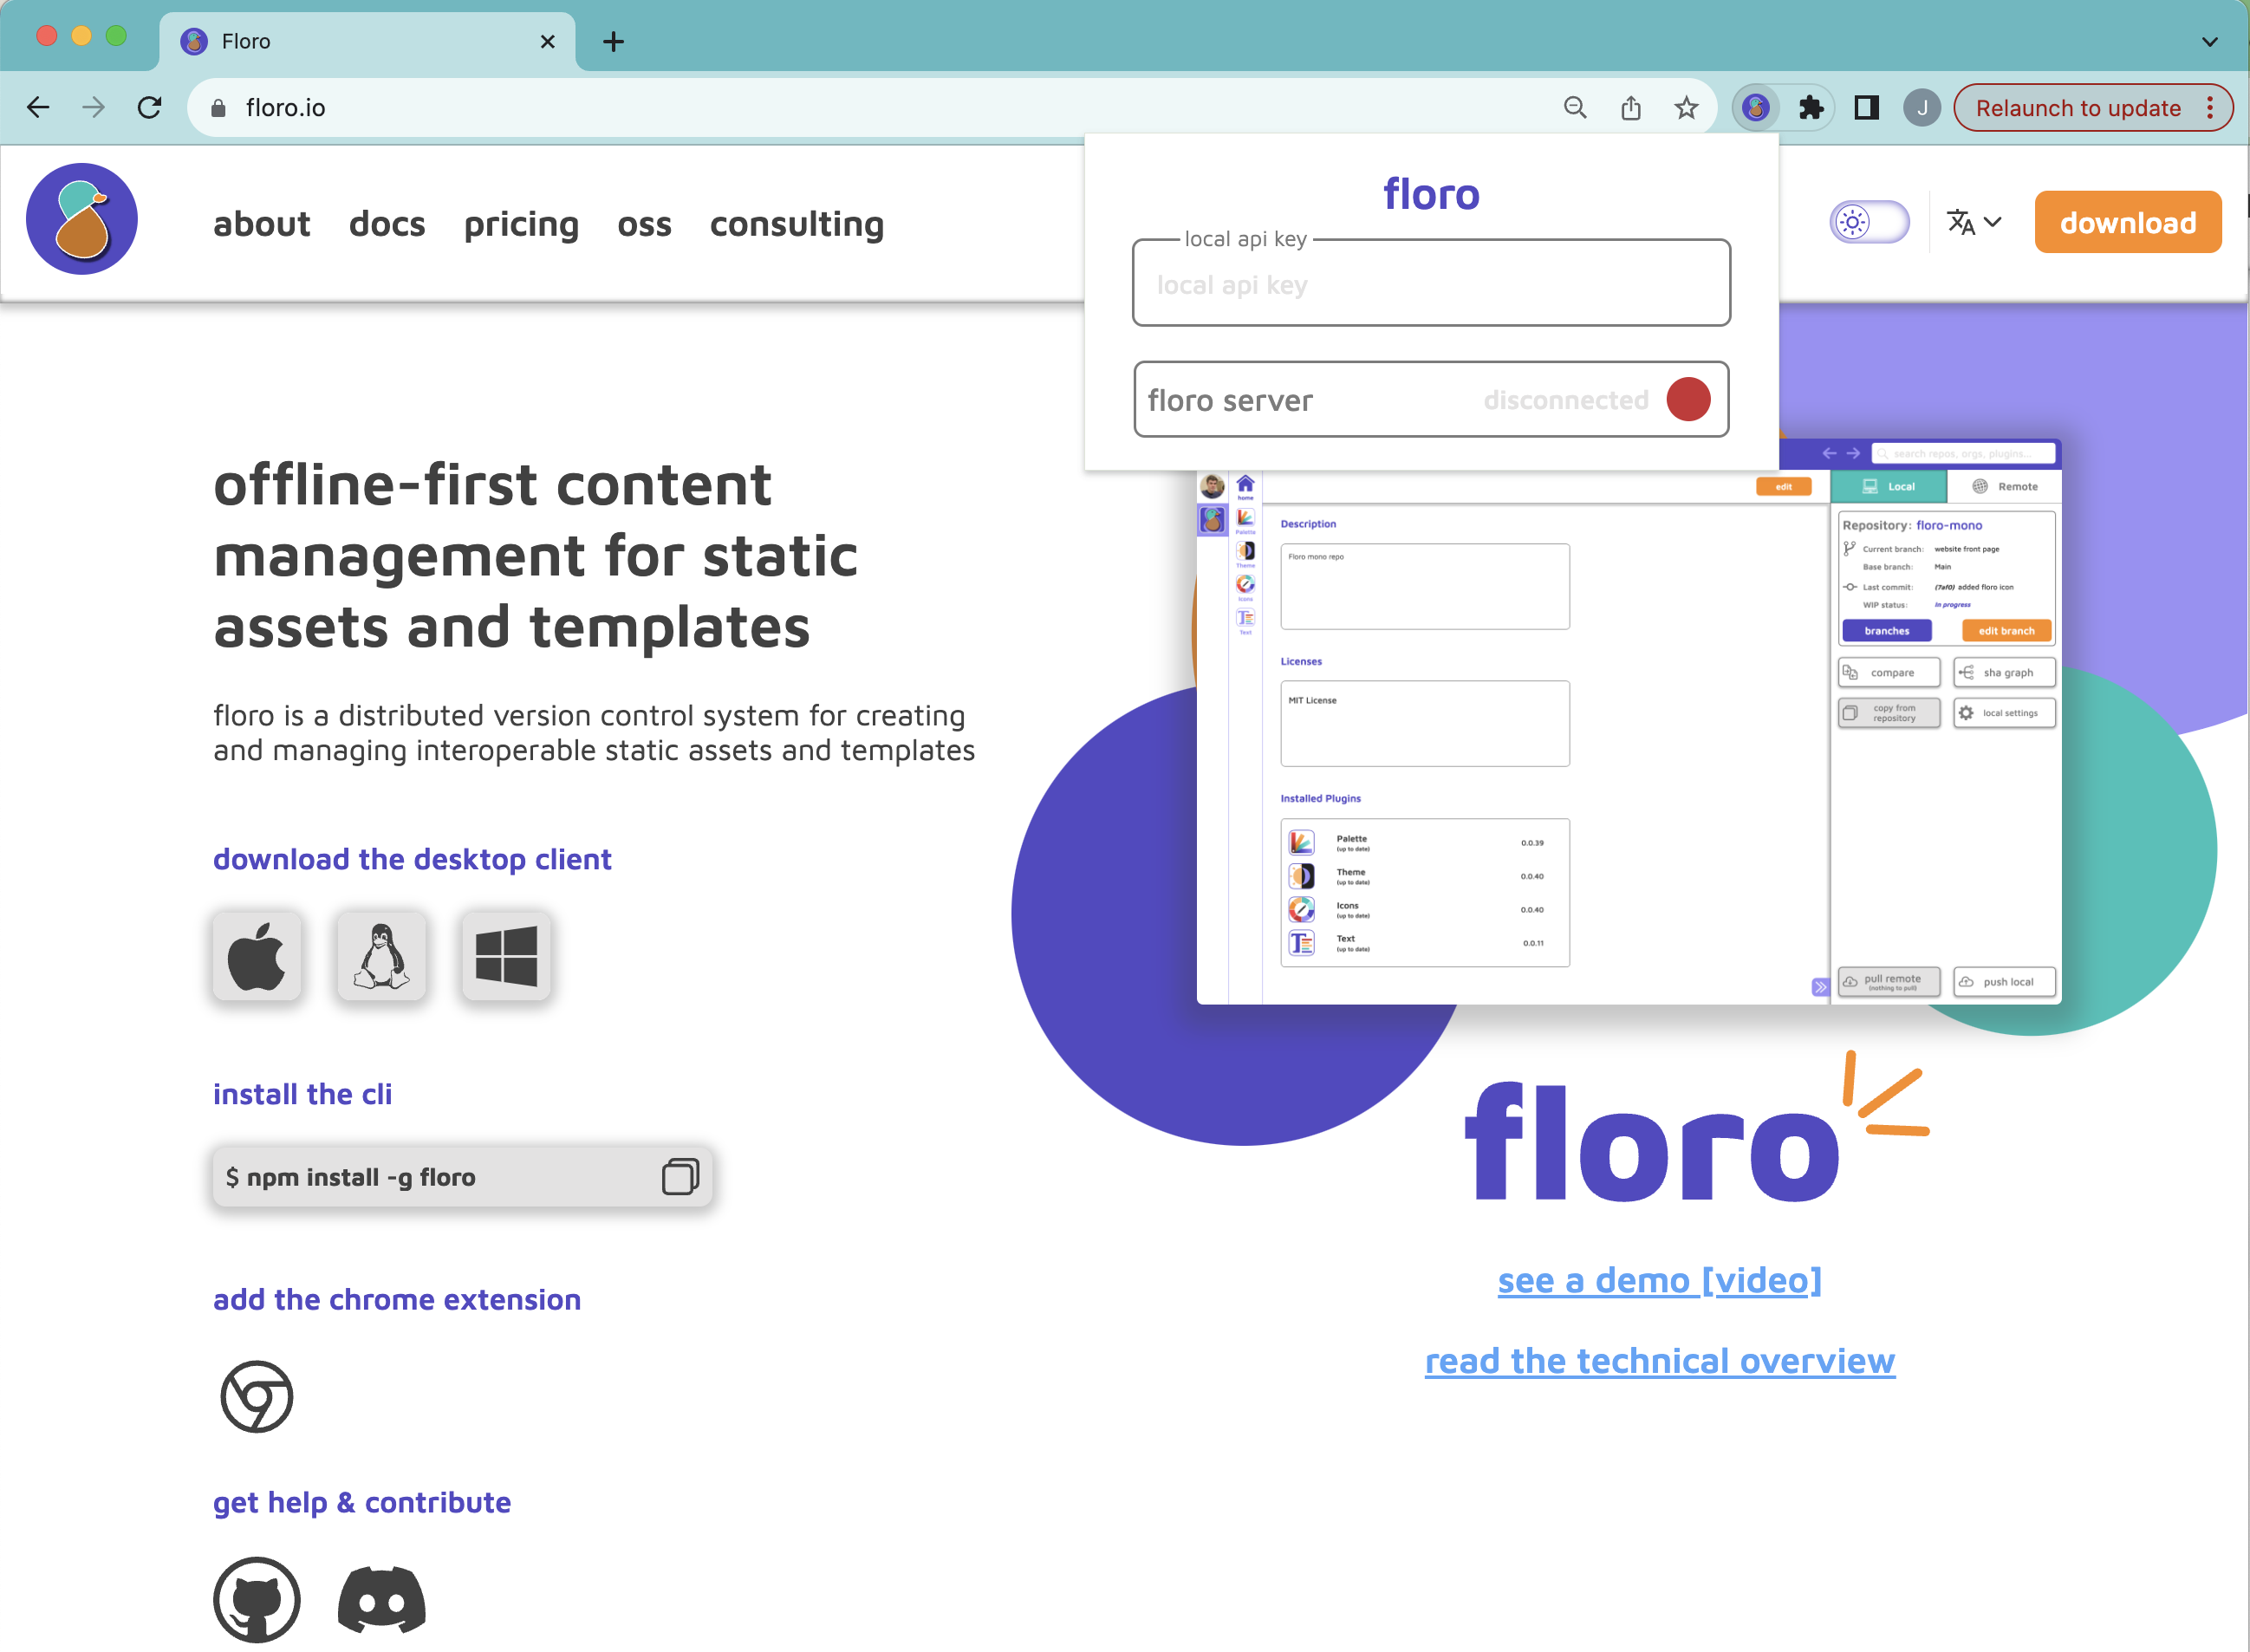 Floro
floro.io
J
Relaunch to update
about docs pricing oss consulting
download
floro
local api key
local api key
floro server disconnected
offline-first content
management for static
assets and templates
floro is a distributed version control system for creating
and managing interoperable static assets and templates
download the desktop client
install the cli
$ npm install -g floro
add the chrome extension
get help & contribute
search repos, orgs, plugins...
home
Palette
Theme
Icons
Text
edit
Description
Floro mono repo
Licenses
MIT License
Installed Plugins
Palette
(up to date)
0.0.39
Theme
(up to date)
0.0.40
Icons
(up to date)
0.0.40
Text
(up to date)
0.0.11
Local Remote
Repository: floro-mono
Current branch: website front page
Base branch: Main
Last commit: (7af0) added floro icon
WIP status: in progress
branches edit branch
compare sha graph
copy from
repository
local settings
pull remote
(nothing to pull)
push local
floro
see a demo [video]
read the technical overview